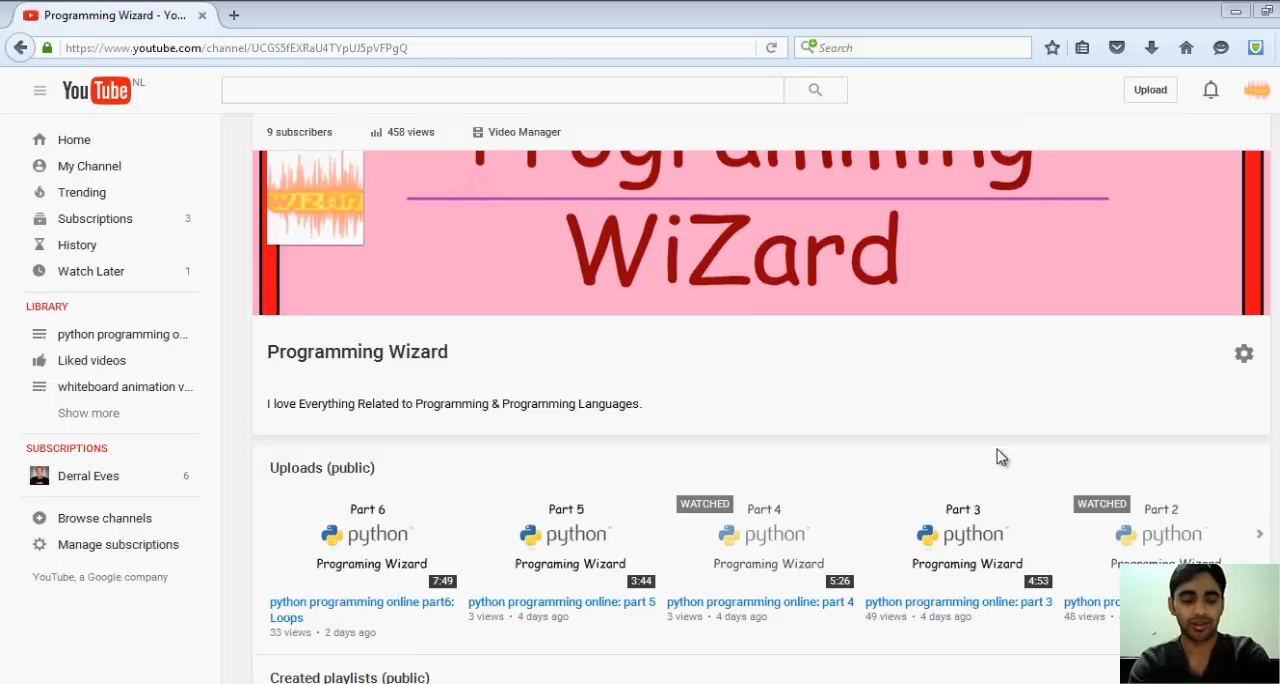 Programming Wizard - Yo...
https://www.youtube.com/channel/UCGS5fEXRaU4TYpUJ5pVFPgQ
Search
YouTube NL
Upload
Home
My Channel
Trending
Subscriptions 3
History
Watch Later 1
LIBRARY
python programming o...
Liked videos
whiteboard animation v...
Show more
SUBSCRIPTIONS
Derral Eves 6
Browse channels
Manage subscriptions
YouTube, a Google company
9 subscribers 458 views Video Manager
Programming
WiZard
WIZARD
Programming Wizard
I love Everything Related to Programming & Programming Languages.
Uploads (public)
Part 6
python
Programing Wizard
7:49
python programming online part6:
Loops
33 views • 2 days ago
Part 5
python
Programing Wizard
3:44
python programming online: part 5
3 views • 4 days ago
WATCHED
Part 4
python
Programing Wizard
5:26
python programming online: part 4
3 views • 4 days ago
Part 3
python
Programing Wizard
4:53
python programming online: part 3
49 views • 4 days ago
WATCHED
Part 2
python
48 views •
Created playlists (public)